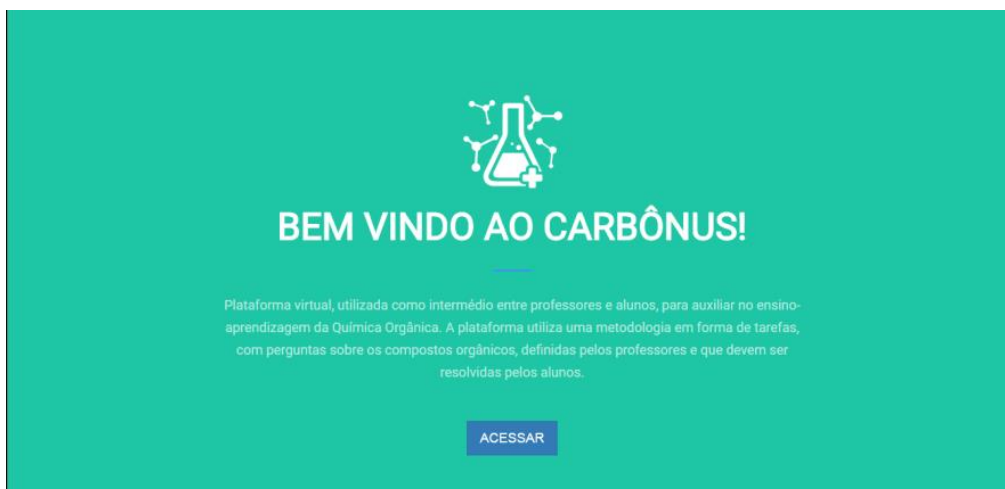 BEM VINDO AO CARBÔNUS!
Plataforma virtual, utilizada como intermédio entre professores e alunos, para auxiliar no ensino-
aprendizagem da Química Orgânica. A plataforma utiliza uma metodologia em forma de tarefas,
com perguntas sobre os compostos orgânicos, definidas pelos professores e que devem ser
resolvidas pelos alunos.
ACESSAR